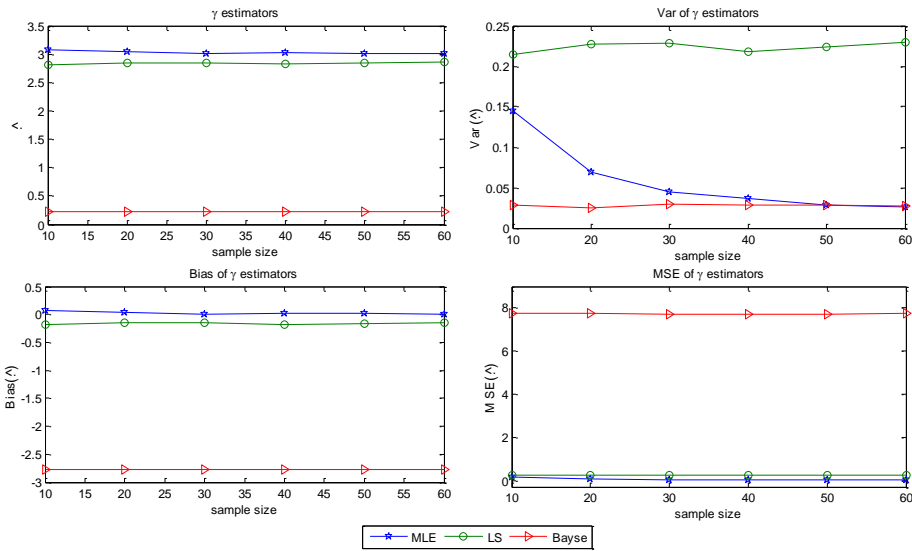 γ estimators
3.5
3
2.5
2
1.5
1
0.5
0
^?
10 15 20 25 30 35 40 45 50 55 60
sample size
Var of γ estimators
0.25
0.2
0.15
0.1
0.05
0
Var(^?)
10 20 30 40 50 60
sample size
Bias of γ estimators
0.5
0
-0.5
-1
-1.5
-2
-2.5
-3
Bias(^?)
10 15 20 25 30 35 40 45 50 55 60
sample size
MSE of γ estimators
8
6
4
2
0
MSE(^?)
10 20 30 40 50 60
sample size
MLE LS Bayse